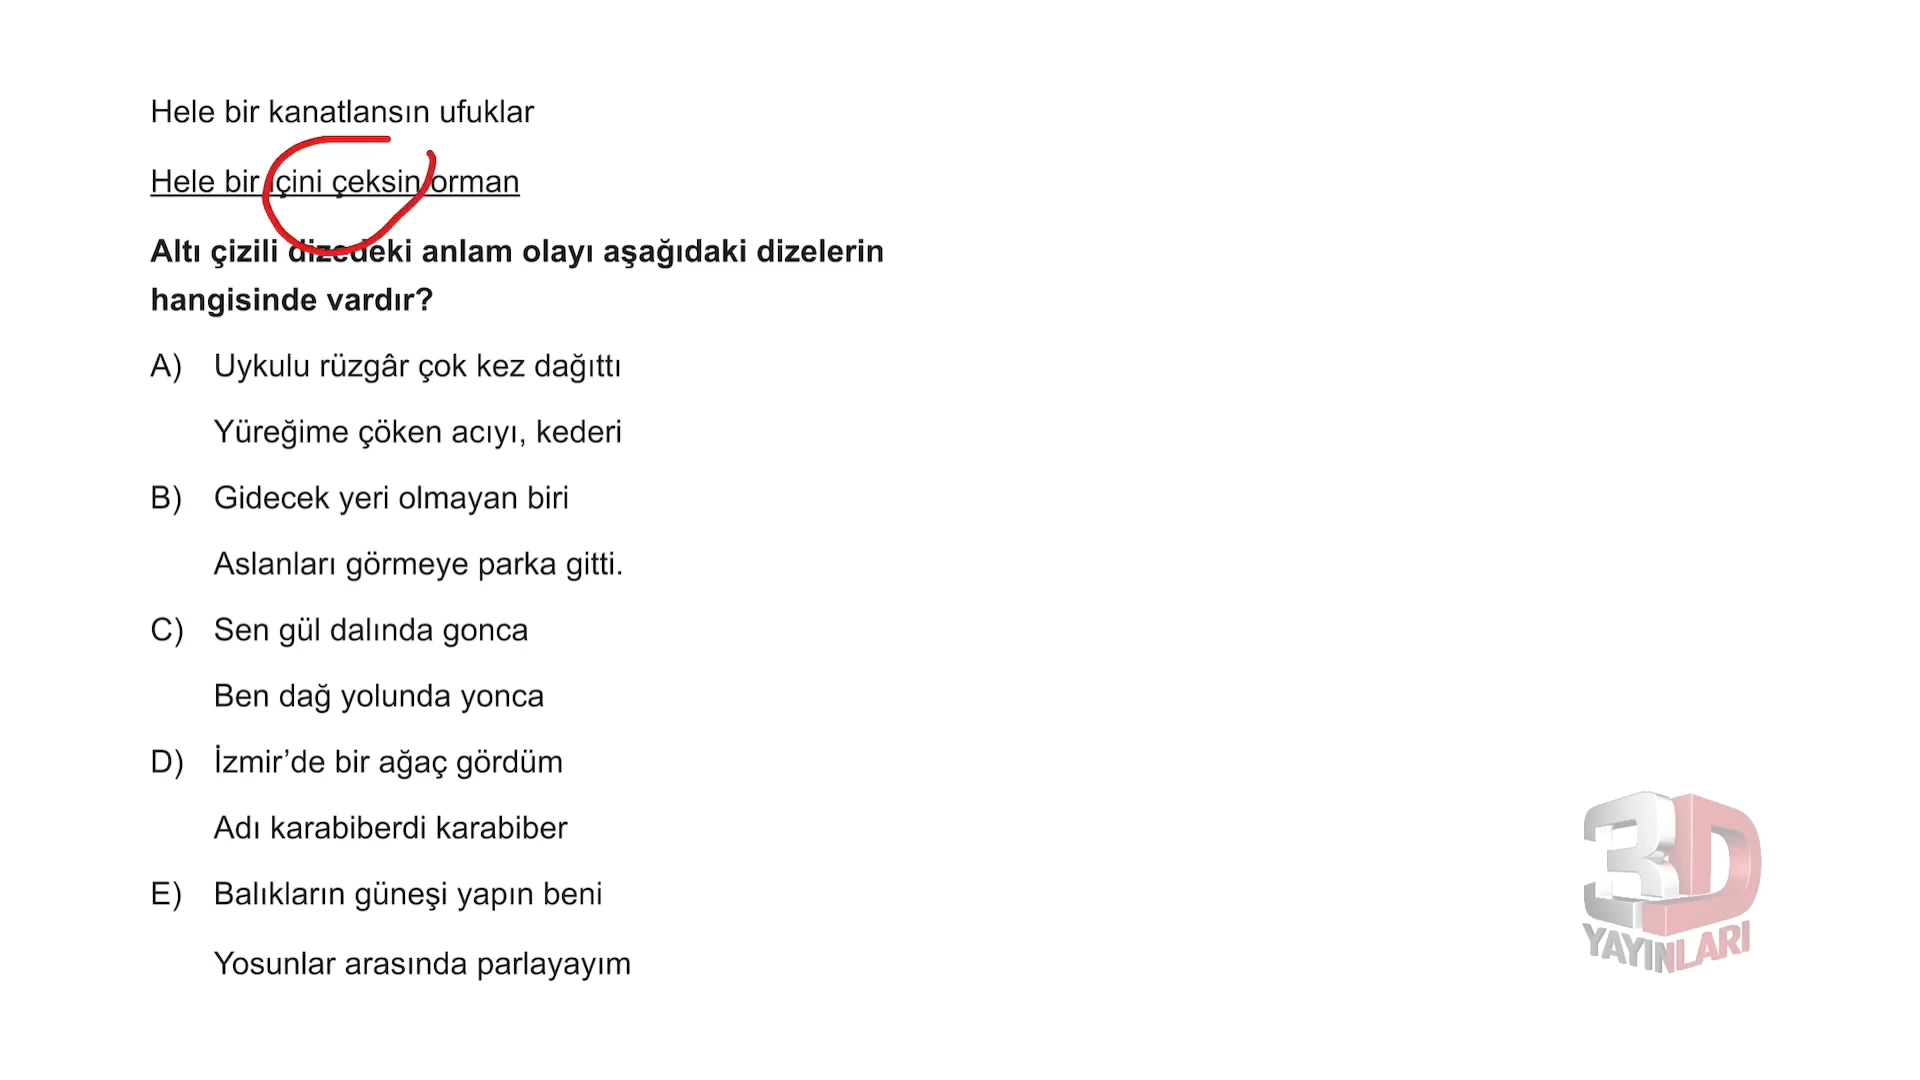 Hele bir kanatlansın ufuklar
Hele bir içini çeksin orman
Altı çizili dizedeki anlam olayı aşağıdaki dizelerin
hangisinde vardır?
A) Uykulu rüzgâr çok kez dağıttı
Yüreğime çöken acıyı, kederi
B) Gidecek yeri olmayan biri
Aslanları görmeye parka gitti.
C) Sen gül dalında gonca
Ben dağ yolunda yonca
D) İzmir’de bir ağaç gördüm
Adı karabiberdi karabiber
E) Balıkların güneşi yapın beni
Yosunlar arasında parlayayım
3D
YAYINLARI